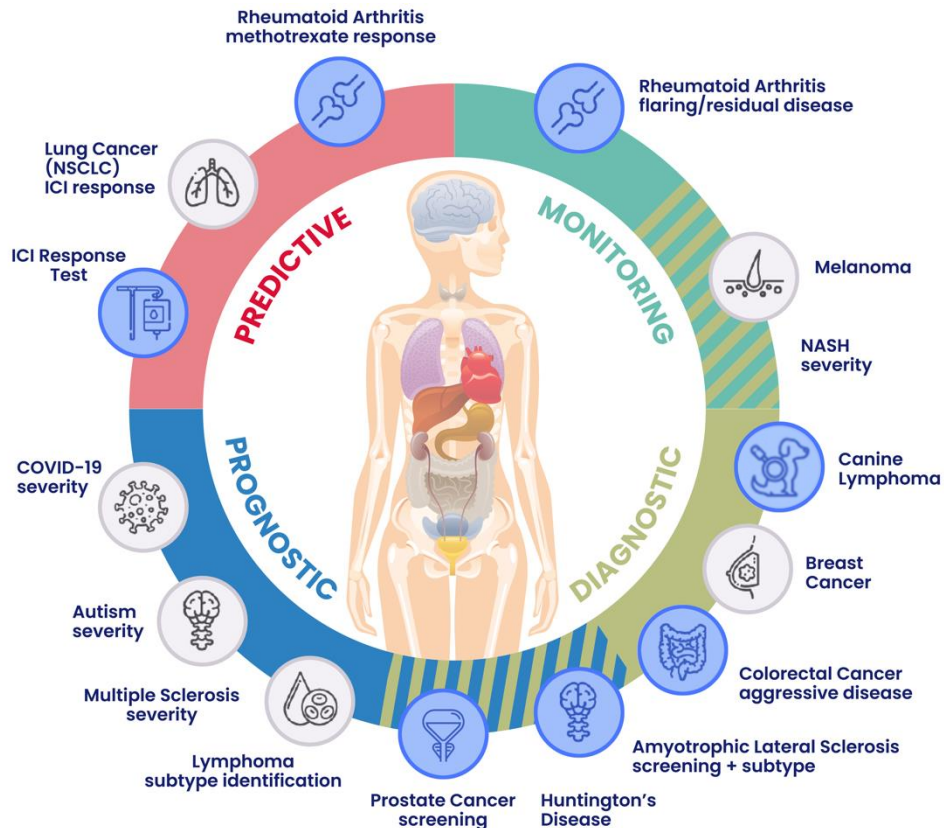 Rheumatoid Arthritis
methotrexate response
Rheumatoid Arthritis
flaring/residual disease
Lung Cancer
(NSCLC)
ICI response
ICI Response
Test
PREDICTIVE
MONITORING
Melanoma
NASH
severity
COVID-19
severity
PROGNOSTIC
DIAGNOSTIC
Canine
Lymphoma
Breast
Cancer
Autism
severity
Colorectal Cancer
aggressive disease
Multiple Sclerosis
severity
Amyotrophic Lateral Sclerosis
screening + subtype
Lymphoma
subtype identification
Prostate Cancer
screening
Huntington's
Disease